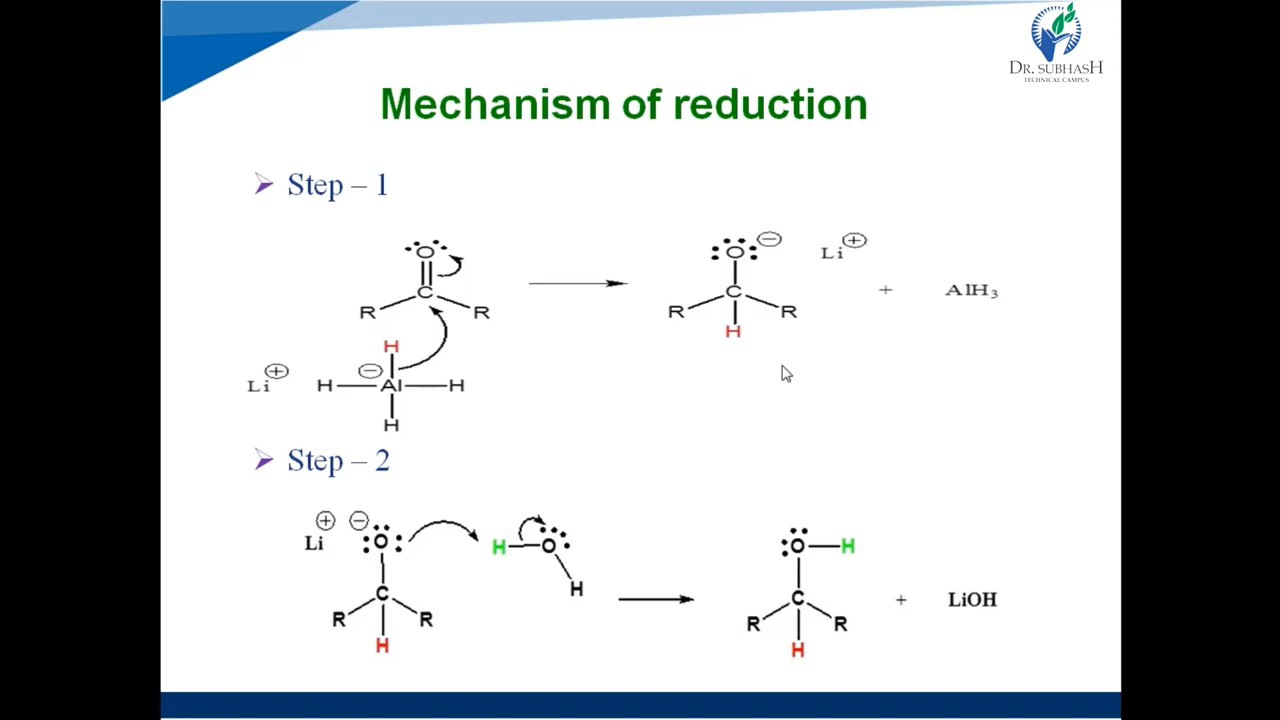 DR. SUBHASH
TECHNICAL CAMPUS
Mechanism of reduction
Step – 1
O
C
R R
H
Li + − H Al H
H
O −
Li +
C
R R
H
+ AlH3
Step – 2
Li + − O
C
R R
H
H O
H
O H
C
R R
H
+ LiOH